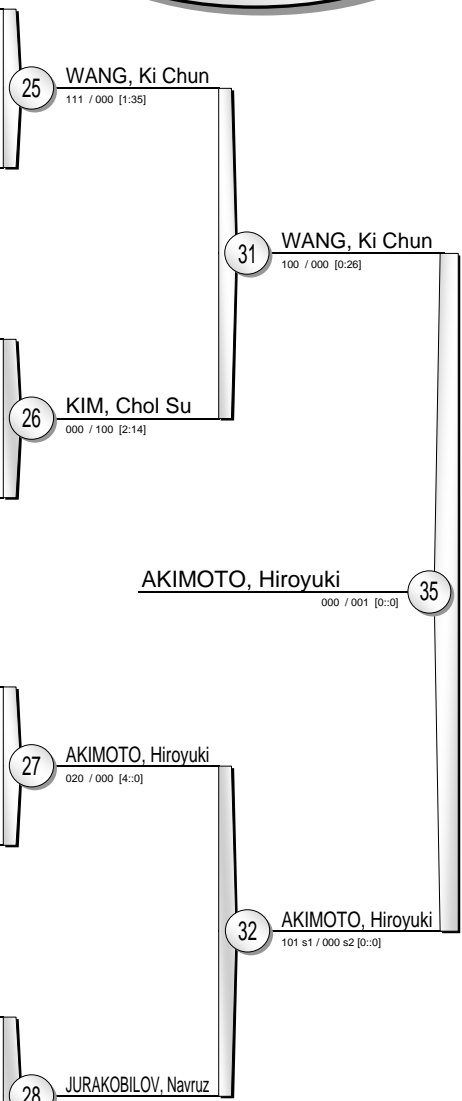 25
WANG, Ki Chun
111 / 000 [1:35]
31
WANG, Ki Chun
100 / 000 [0:26]
26
KIM, Chol Su
000 / 100 [2:14]
AKIMOTO, Hiroyuki
000 / 001 [0::0]
35
27
AKIMOTO, Hiroyuki
020 / 000 [4::0]
32
AKIMOTO, Hiroyuki
101 s1 / 000 s2 [0::0]
28
JURAKOBILOV, Navruz